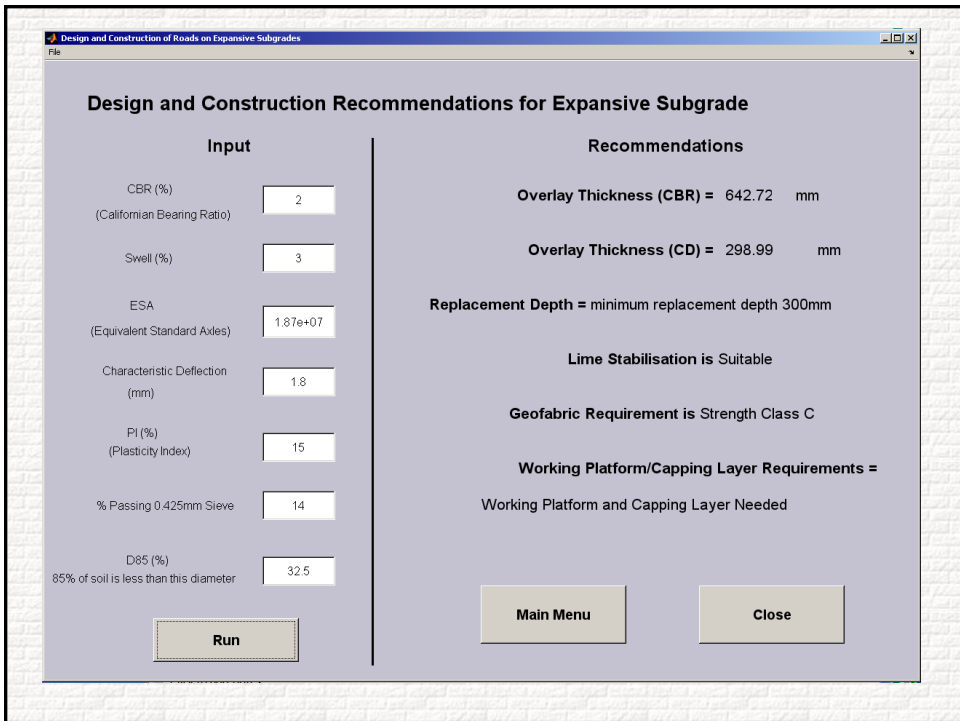 Design and Construction of Roads on Expansive Subgrades
File
Design and Construction Recommendations for Expansive Subgrade
Input
CBR (%)
(Californian Bearing Ratio)
2
Swell (%)
3
ESA
(Equivalent Standard Axles)
1.87e+07
Characteristic Deflection
(mm)
1.8
PI (%)
(Plasticity Index)
15
% Passing 0.425mm Sieve
14
D85 (%)
85% of soil is less than this diameter
32.5
Run
Recommendations
Overlay Thickness (CBR) = 642.72 mm
Overlay Thickness (CD) = 298.99 mm
Replacement Depth = minimum replacement depth 300mm
Lime Stabilisation is Suitable
Geofabric Requirement is Strength Class C
Working Platform/Capping Layer Requirements =
Working Platform and Capping Layer Needed
Main Menu
Close